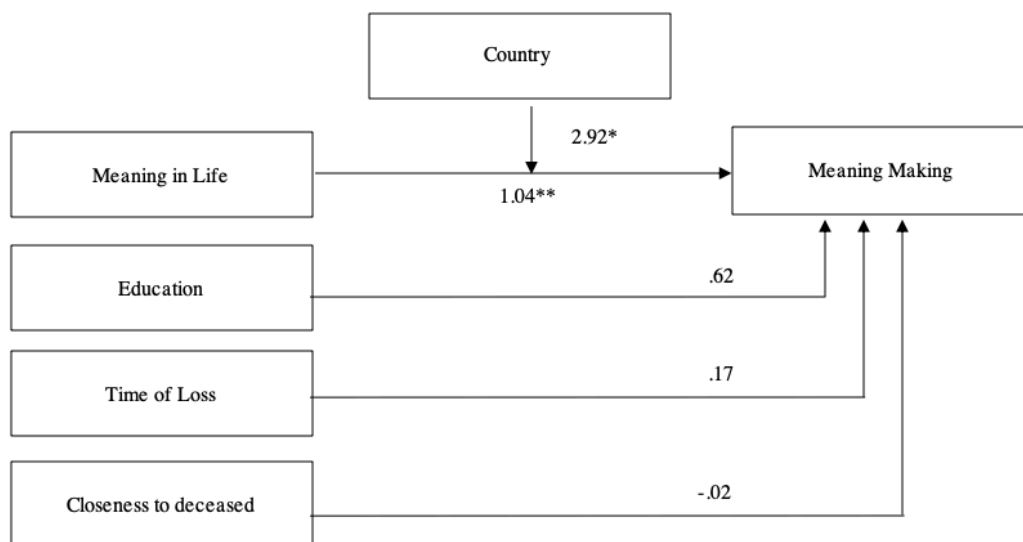 Country
2.92*
Meaning in Life
Meaning Making
1.04**
Education
.62
Time of Loss
.17
Closeness to deceased
-.02